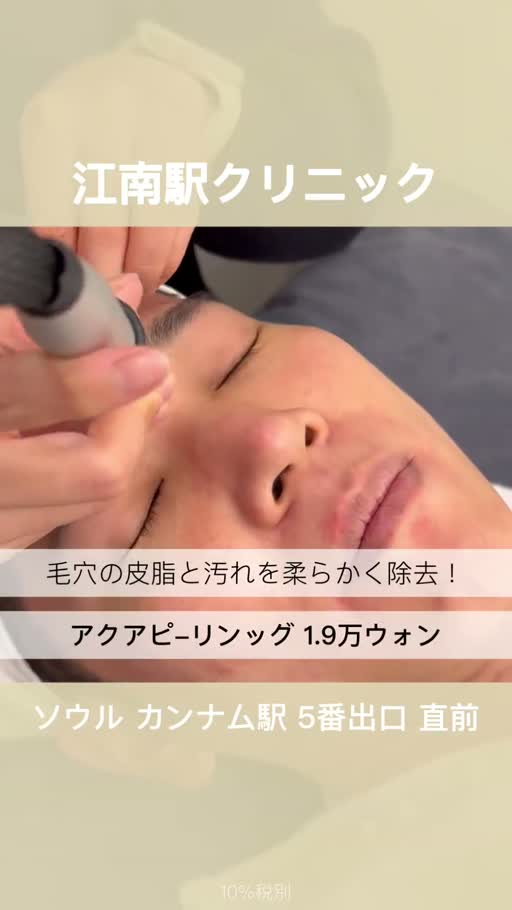 江南駅クリニック
毛穴の皮脂と汚れを柔らかく除去！
アクアピーリンッグ 1.9万ウォン
ソウル カンナム駅 5番出口 直前
10%税別